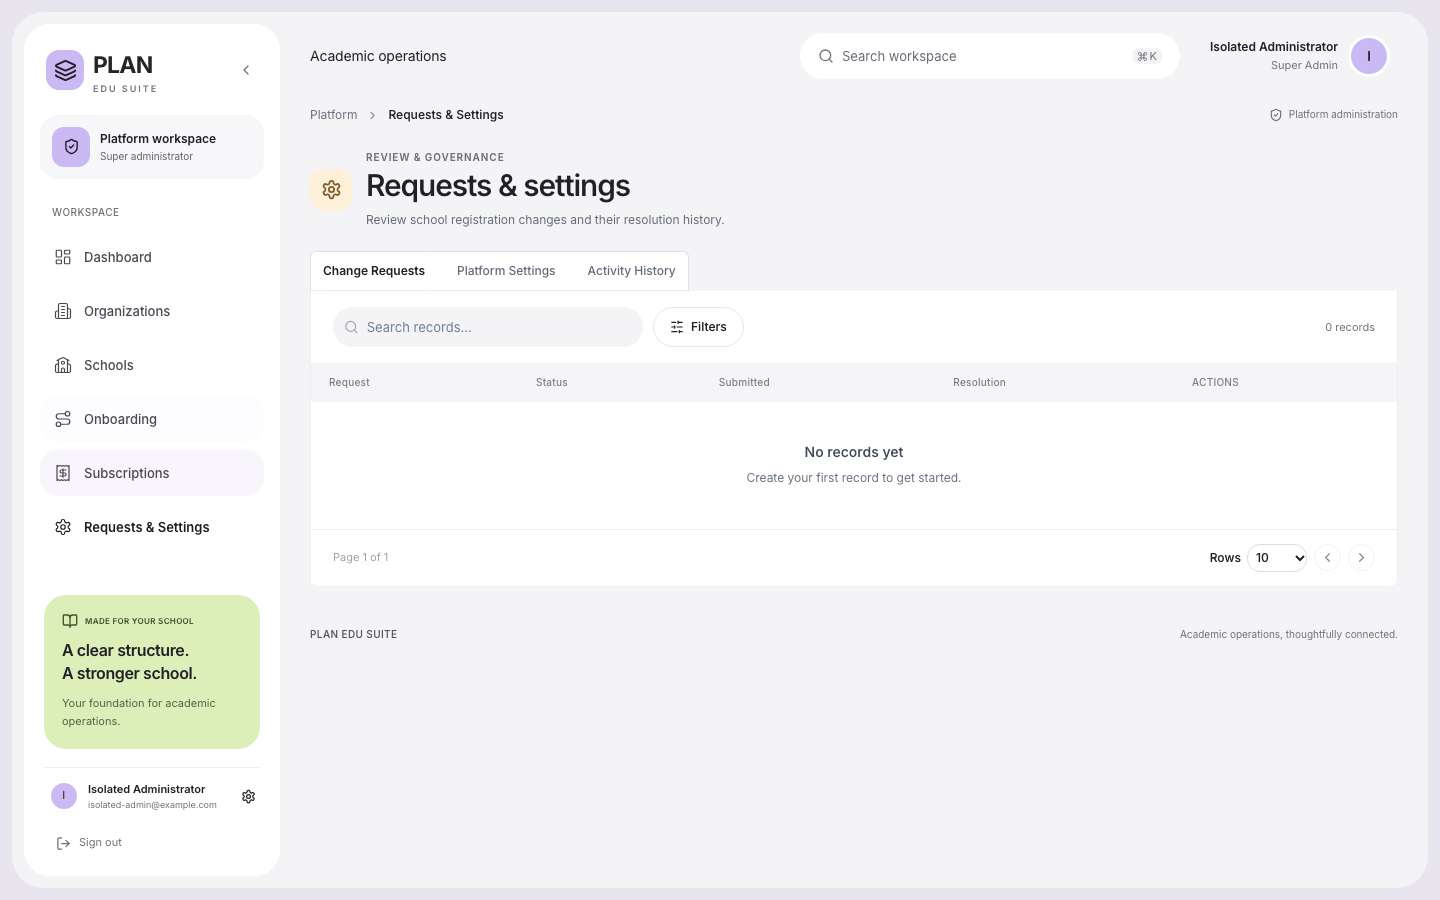 PLAN
EDU SUITE
Platform workspace
Super administrator
WORKSPACE
Dashboard
Organizations
Schools
Onboarding
Subscriptions
Requests & Settings
MADE FOR YOUR SCHOOL
A clear structure.
A stronger school.
Your foundation for academic
operations.
I
Isolated Administrator
isolated-admin@example.com
Sign out
Academic operations
Search workspace
⌘K
Isolated Administrator
Super Admin
I
Platform
Requests & Settings
Platform administration
REVIEW & GOVERNANCE
Requests & settings
Review school registration changes and their resolution history.
Change Requests
Platform Settings
Activity History
Search records...
Filters
0 records
Request
Status
Submitted
Resolution
ACTIONS
No records yet
Create your first record to get started.
Page 1 of 1
Rows
10
PLAN EDU SUITE
Academic operations, thoughtfully connected.